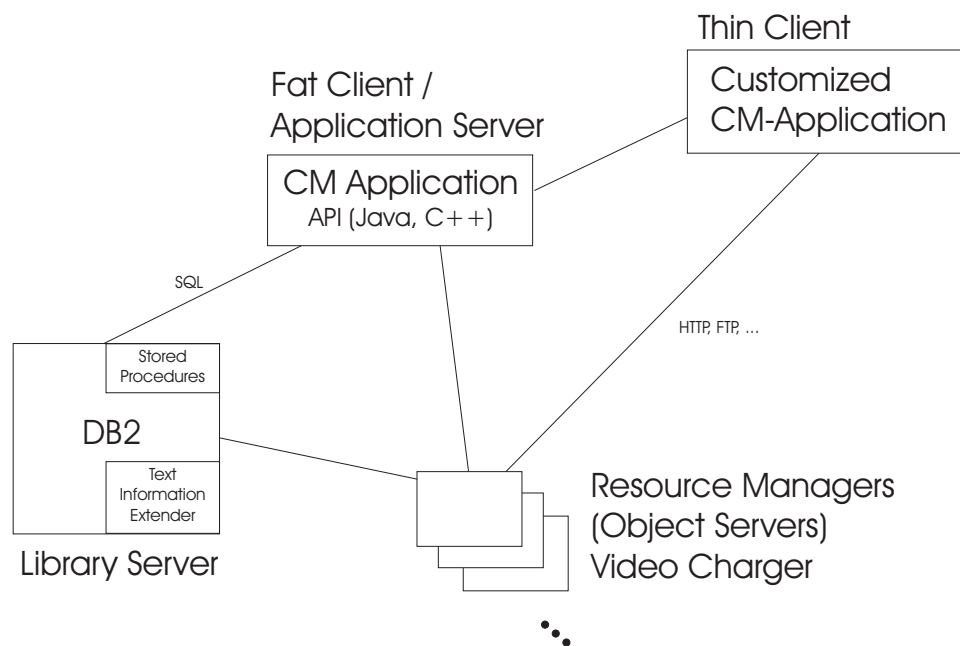 Thin Client
Customized
CM-Application
Fat Client /
Application Server
CM Application
API (Java, C++)
SQL
HTTP, FTP, ...
Stored
Procedures
DB2
Text
Information
Extender
Library Server
Resource Managers
(Object Servers)
Video Charger